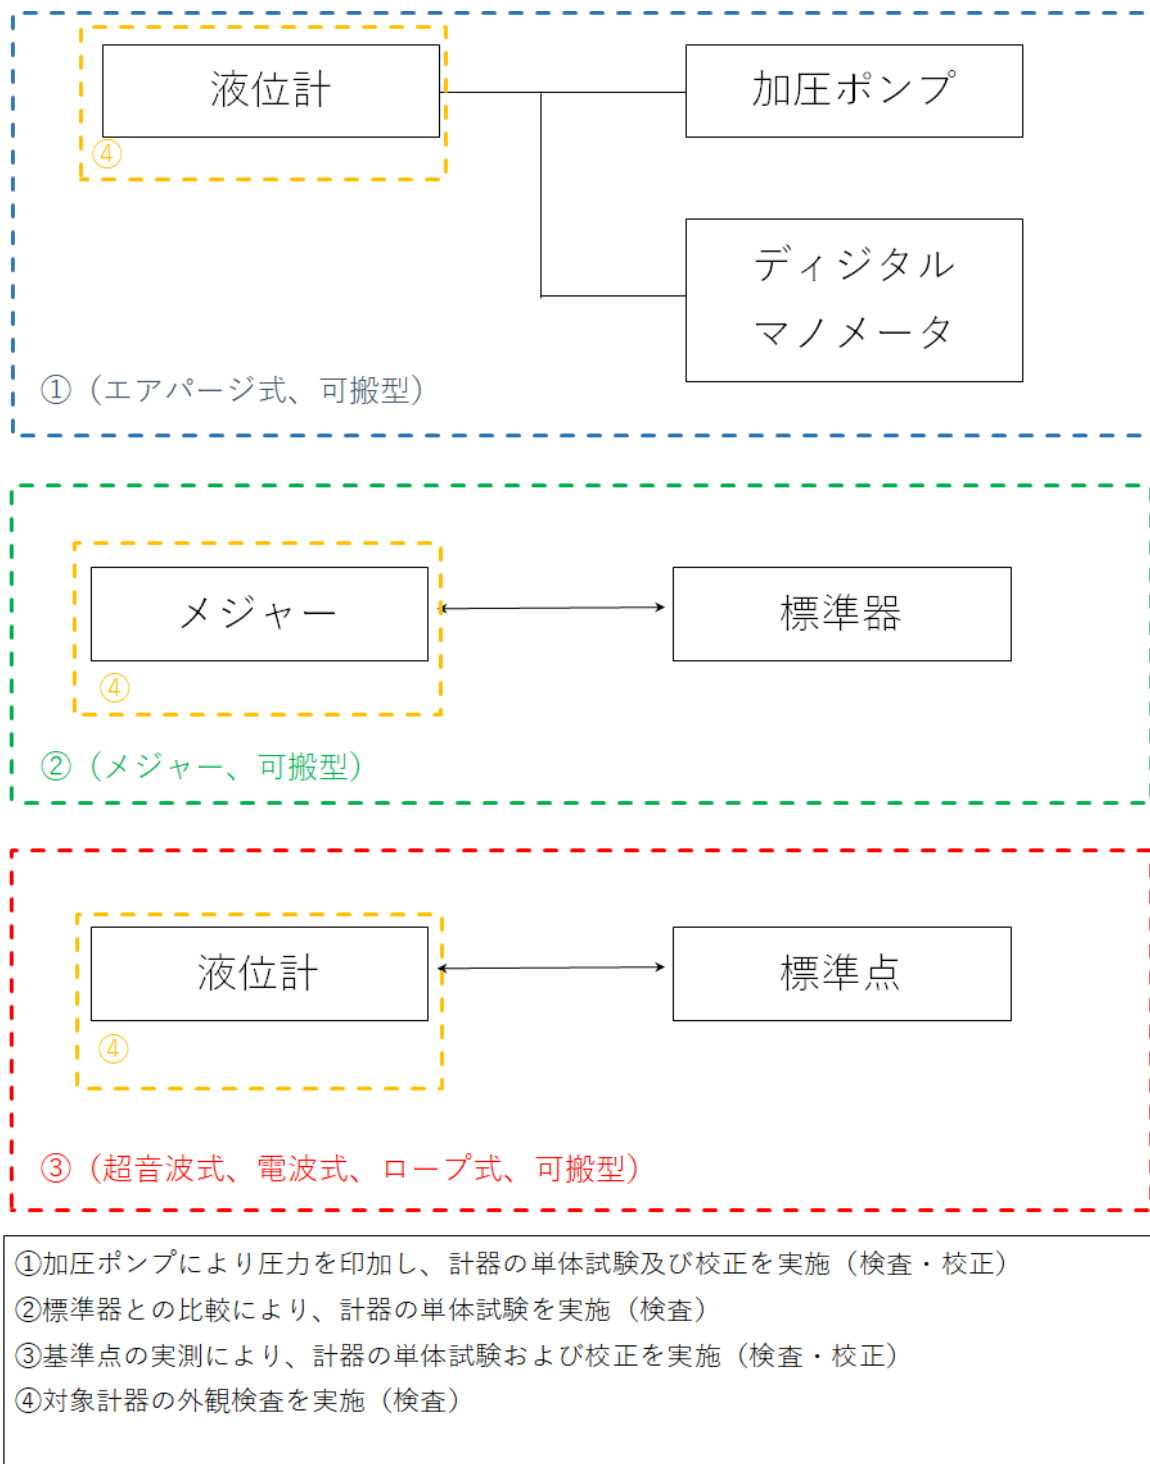 液位計
加圧ポンプ
④
ディジタル
マノメータ
①（エアパージ式、可搬型）
メジャー
標準器
④
②（メジャー、可搬型）
液位計
標準点
④
③（超音波式、電波式、ロープ式、可搬型）
①加圧ポンプにより圧力を印加し、計器の単体試験及び校正を実施（検査・校正）
②標準器との比較により、計器の単体試験を実施（検査）
③基準点の実測により、計器の単体試験および校正を実施（検査・校正）
④対象計器の外観検査を実施（検査）